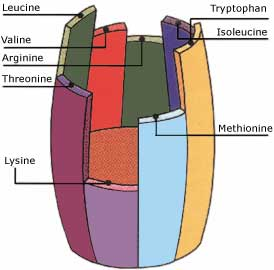 Leucine
Tryptophan
Isoleucine
Valine
Arginine
Threonine
Methionine
Lysine